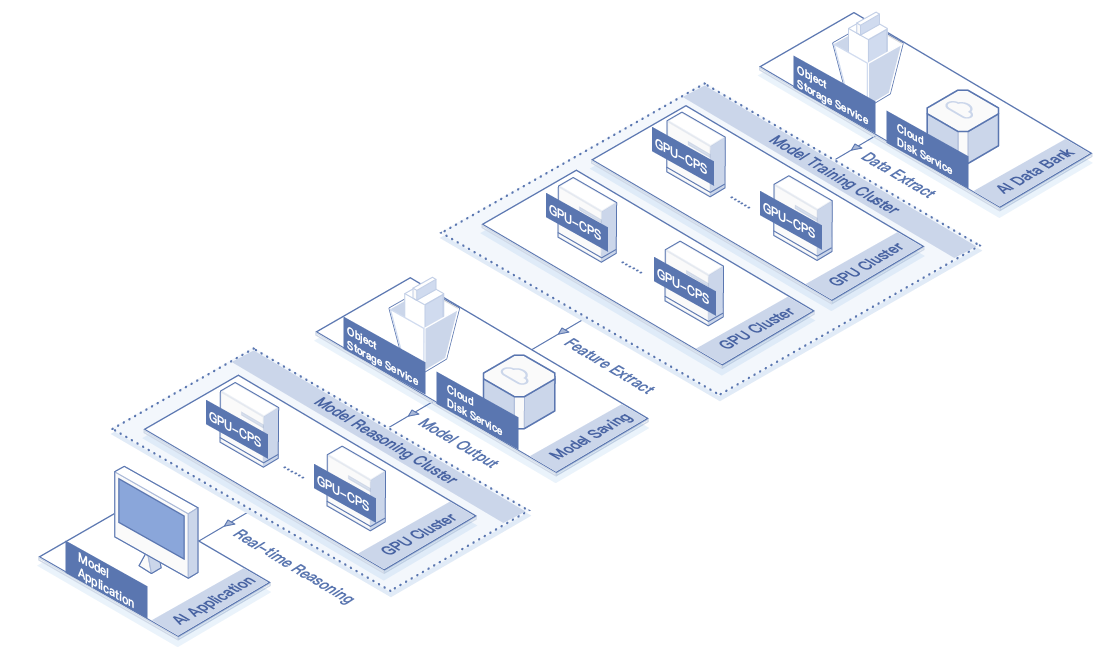 Object
Storage Service
Cloud
Disk Service
AI Data Bank
Data Extract
Model Training Cluster
GPU-CPS
GPU-CPS
GPU Cluster
GPU-CPS
GPU-CPS
GPU Cluster
Feature Extract
Object
Storage Service
Cloud
Disk Service
Model Saving
Model Output
Model Reasoning Cluster
GPU-CPS
GPU-CPS
GPU Cluster
Real-time Reasoning
Model
Application
AI Application